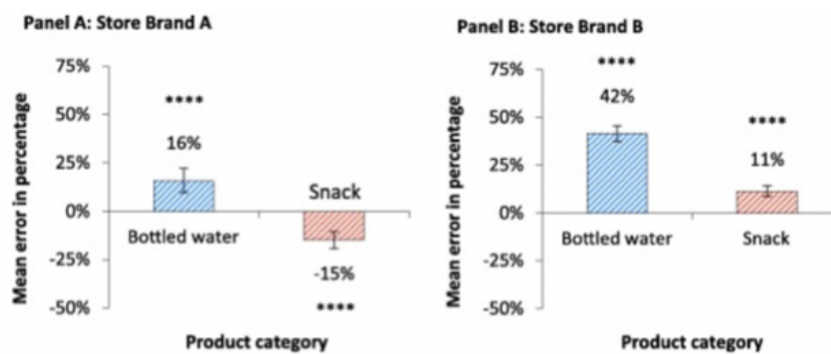 Panel A: Store Brand A
Mean error in percentage
75%
50%
25%
0%
-25%
-50%
****
16%
Bottled water
Snack
-15%
****
Product category
Panel B: Store Brand B
Mean error in percentage
75%
50%
25%
0%
-25%
-50%
****
42%
Bottled water
****
11%
Snack
Product category